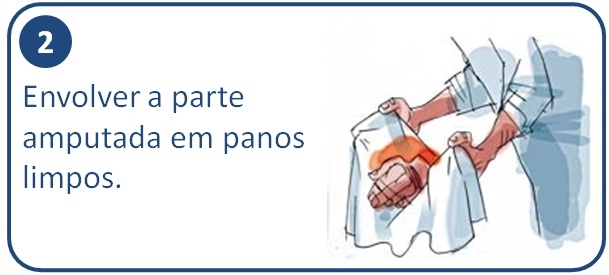 2
Envolver a parte
amputada em panos
limpos.